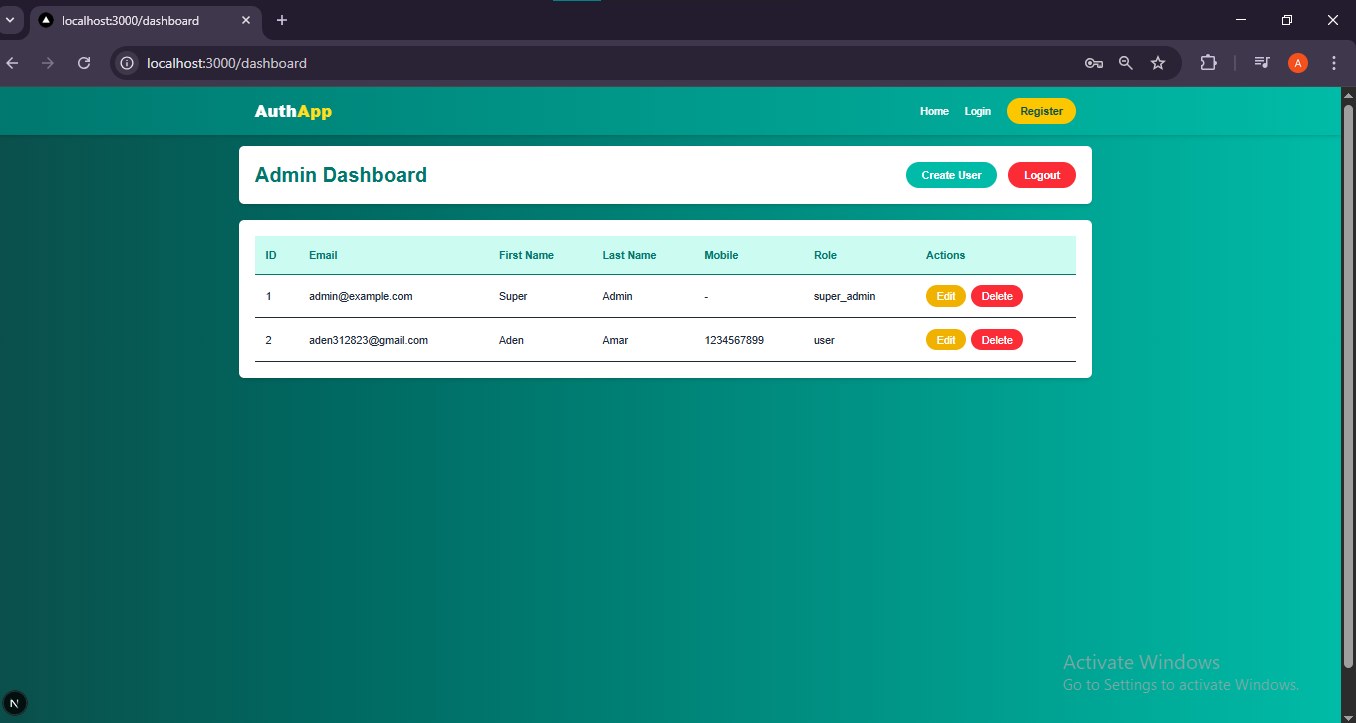 localhost:3000/dashboard
localhost:3000/dashboard
A
AuthApp
Home Login Register
Admin Dashboard
Create User Logout
ID Email First Name Last Name Mobile Role Actions
1 admin@example.com Super Admin - super_admin Edit Delete
2 aden312823@gmail.com Aden Amar 1234567899 user Edit Delete
Activate Windows
Go to Settings to activate Windows.
N